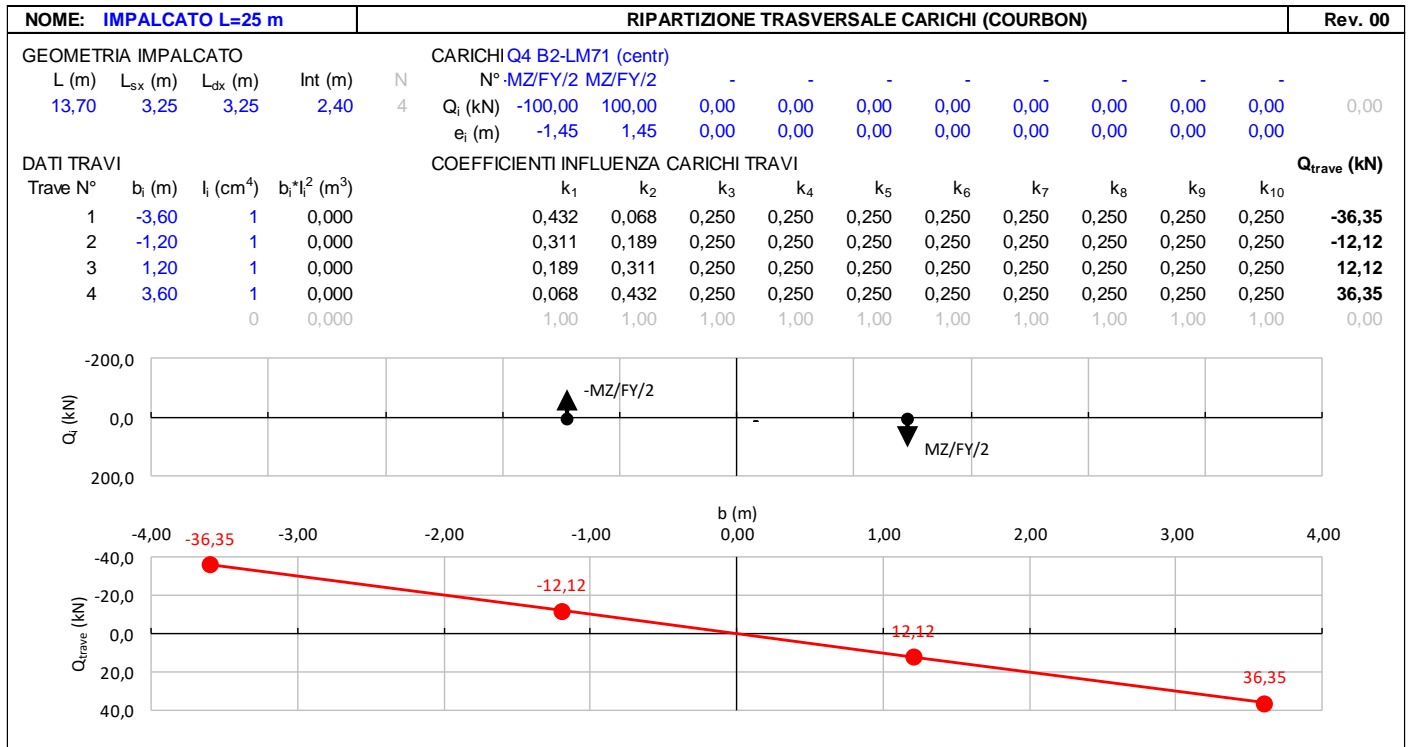 NOME: IMPALCATO L=25 m RIPARTIZIONE TRASVERSALE CARICHI (COURBON) Rev. 00
GEOMETRIA IMPALCATO CARICHI Q4 B2-LM71 (centr)
L (m) Lsx (m) Ldx (m) Int (m) N N° -MZ/FY/2 MZ/FY/2 - - - - - - - -
13,70 3,25 3,25 2,40 4 Qi (kN) -100,00 100,00 0,00 0,00 0,00 0,00 0,00 0,00 0,00 0,00 0,00
ei (m) -1,45 1,45 0,00 0,00 0,00 0,00 0,00 0,00 0,00 0,00
DATI TRAVI COEFFICIENTI INFLUENZA CARICHI TRAVI Qtrave (kN)
Trave N° bi (m) Ii (cm⁴) bi*Ii² (m³) k1 k2 k3 k4 k5 k6 k7 k8 k9 k10
1 -3,60 1 0,000 0,432 0,068 0,250 0,250 0,250 0,250 0,250 0,250 0,250 0,250 -36,35
2 -1,20 1 0,000 0,311 0,189 0,250 0,250 0,250 0,250 0,250 0,250 0,250 0,250 -12,12
3 1,20 1 0,000 0,189 0,311 0,250 0,250 0,250 0,250 0,250 0,250 0,250 0,250 12,12
4 3,60 1 0,000 0,068 0,432 0,250 0,250 0,250 0,250 0,250 0,250 0,250 0,250 36,35
0 0,000 1,00 1,00 1,00 1,00 1,00 1,00 1,00 1,00 1,00 1,00 0,00
-200,0
-MZ/FY/2
0,0
Qi (kN)
-
MZ/FY/2
200,0
b (m)
-4,00 -3,00 -2,00 -1,00 0,00 1,00 2,00 3,00 4,00
-36,35
-40,0
-12,12
-20,0
Qtrave (kN)
0,0
12,12
20,0
36,35
40,0